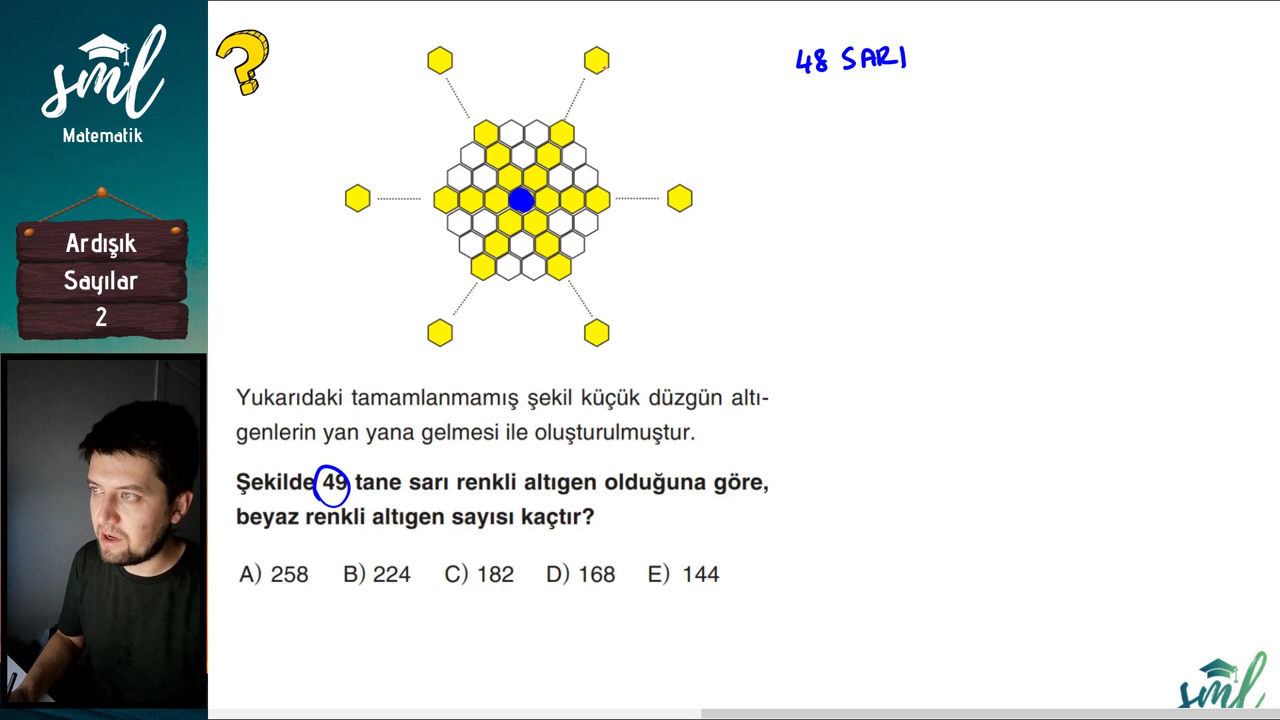 sml
Matematik
Ardışık
Sayılar
2
?
48 SARI
Yukarıdaki tamamlanmamış şekil küçük düzgün altı-
genlerin yan yana gelmesi ile oluşturulmuştur.
Şekilde 49 tane sarı renkli altıgen olduğuna göre,
beyaz renkli altıgen sayısı kaçtır?
A) 258 B) 224 C) 182 D) 168 E) 144
sml